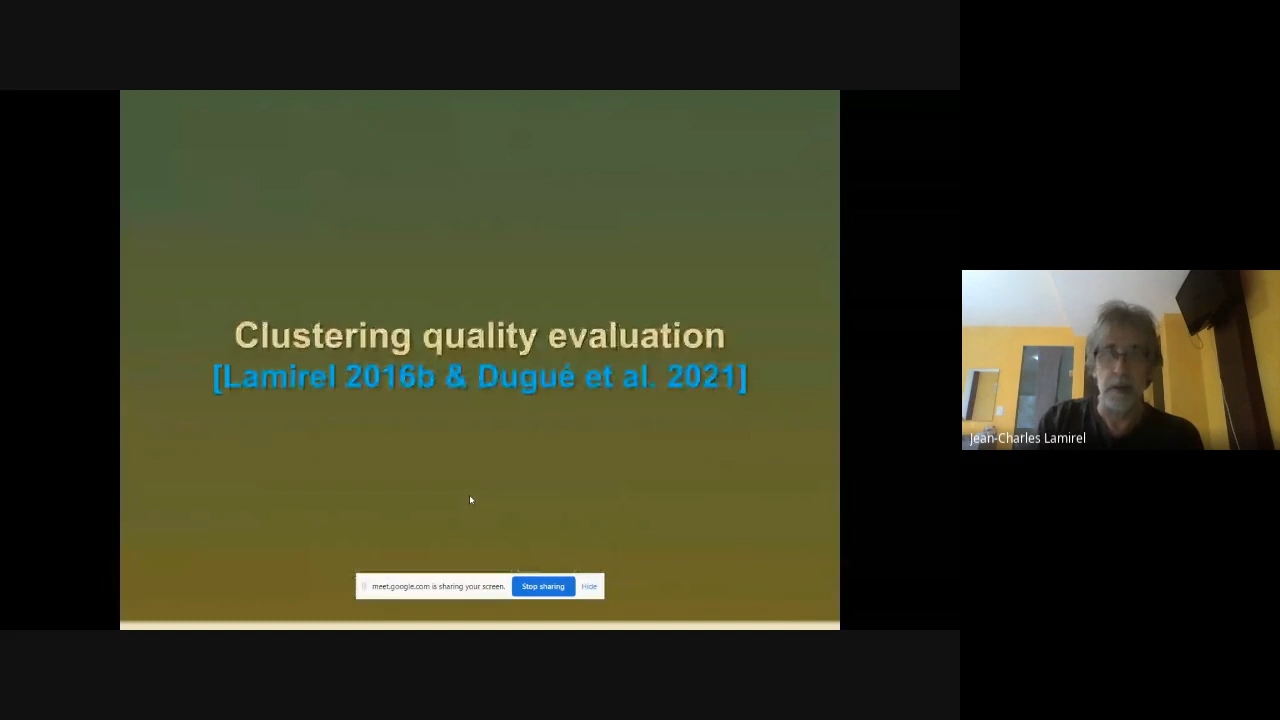 Clustering quality evaluation
[Lamirel 2016b & Dugué et al. 2021]
meet.google.com is sharing your screen. Stop sharing Hide
Jean-Charles Lamirel